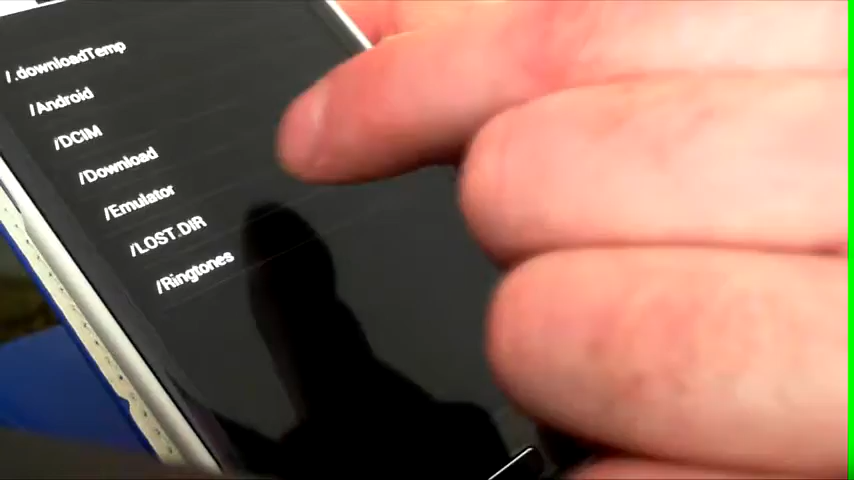 /.downloadTemp
/Android
/DCIM
/Download
/Emulator
/LOST.DIR
/Ringtones